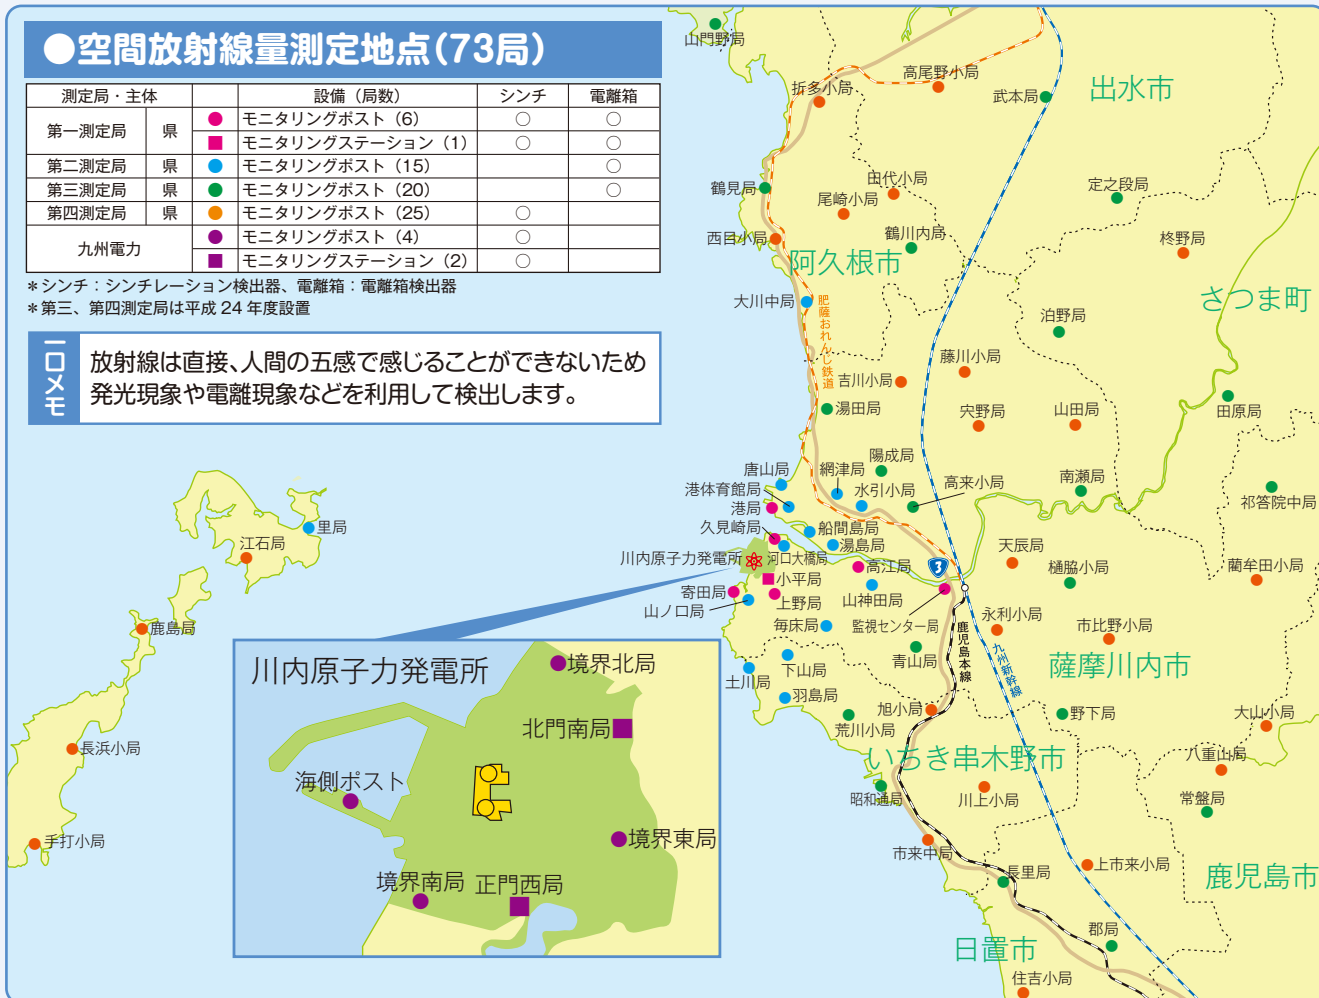 ●空間放射線量測定地点(73局)
測定局・主体 設備(局数) シンチ 電離箱
第一測定局 県 ● モニタリングポスト(6) ○ ○
■ モニタリングステーション(1) ○ ○
第二測定局 県 ● モニタリングポスト(15) ○
第三測定局 県 ● モニタリングポスト(20) ○
第四測定局 県 ● モニタリングポスト(25) ○
九州電力 ● モニタリングポスト(4) ○
■ モニタリングステーション(2) ○
*シンチ:シンチレーション検出器、電離箱:電離箱検出器
*第三、第四測定局は平成24年度設置
一口メモ
放射線は直接、人間の五感で感じることができないため
発光現象や電離現象などを利用して検出します。
山門野局
折多小局
高尾野小局
武本局
出水市
鶴見局
田代小局
尾崎小局
定之段局
西目小局
鶴川内局
柊野局
阿久根市
さつま町
大川中局
肥薩おれんじ鉄道
泊野局
藤川小局
吉川小局
湯田局
穴野局
山田局
田原局
唐山局
網津局
陽成局
港体育館局
水引小局
高来小局
南瀬局
祁答院中局
港局
久見崎局
船間島局
里局
江石局
川内原子力発電所
河口大橋局
湯島局
3
天辰局
小平局
高江局
樋脇小局
藺牟田小局
寄田局
上野局
山神田局
山ノ口局
毎床局
監視センター局
鹿児島本線
永利小局
市比野小局
鹿島局
青山局
九州新幹線
薩摩川内市
下山局
土川局
羽島局
荒川小局
旭小局
野下局
大山小局
長浜小局
いちき串木野市
八重山局
昭和通局
川上小局
常盤局
手打小局
市来中局
長里局
上市来小局
鹿児島市
郡局
日置市
住吉小局
川内原子力発電所
境界北局
北門南局
海側ポスト
境界東局
境界南局
正門西局